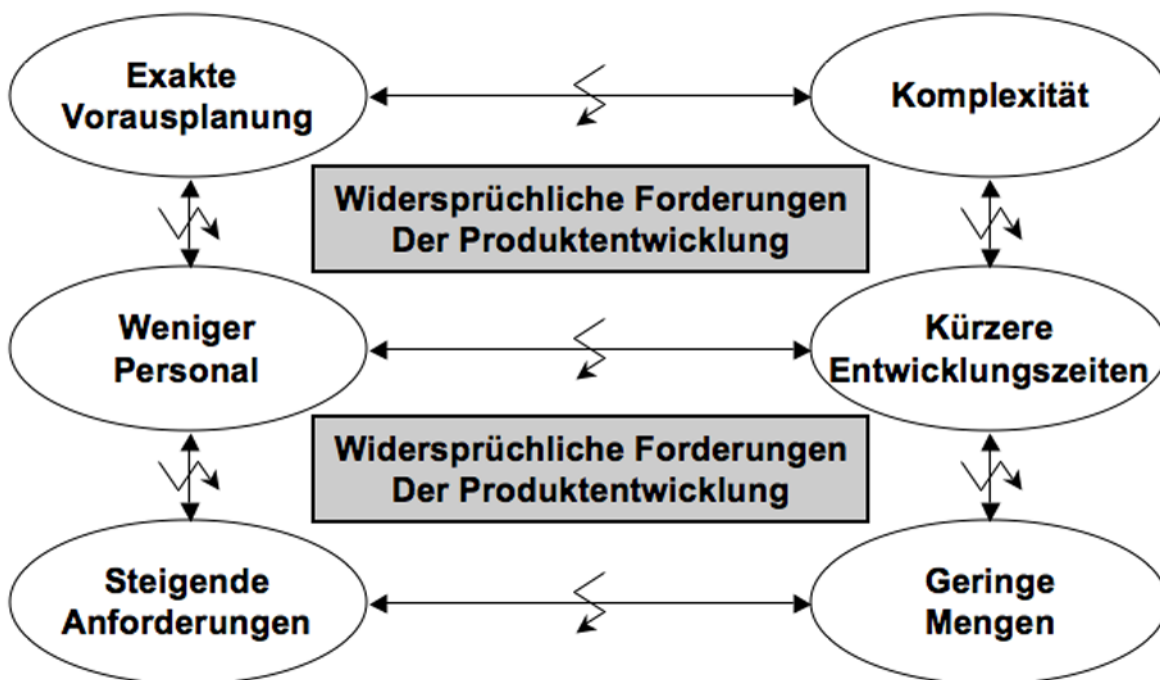 Exakte
Vorausplanung
Komplexität
Widersprüchliche Forderungen
Der Produktentwicklung
Weniger
Personal
Kürzere
Entwicklungszeiten
Widersprüchliche Forderungen
Der Produktentwicklung
Steigende
Anforderungen
Geringe
Mengen